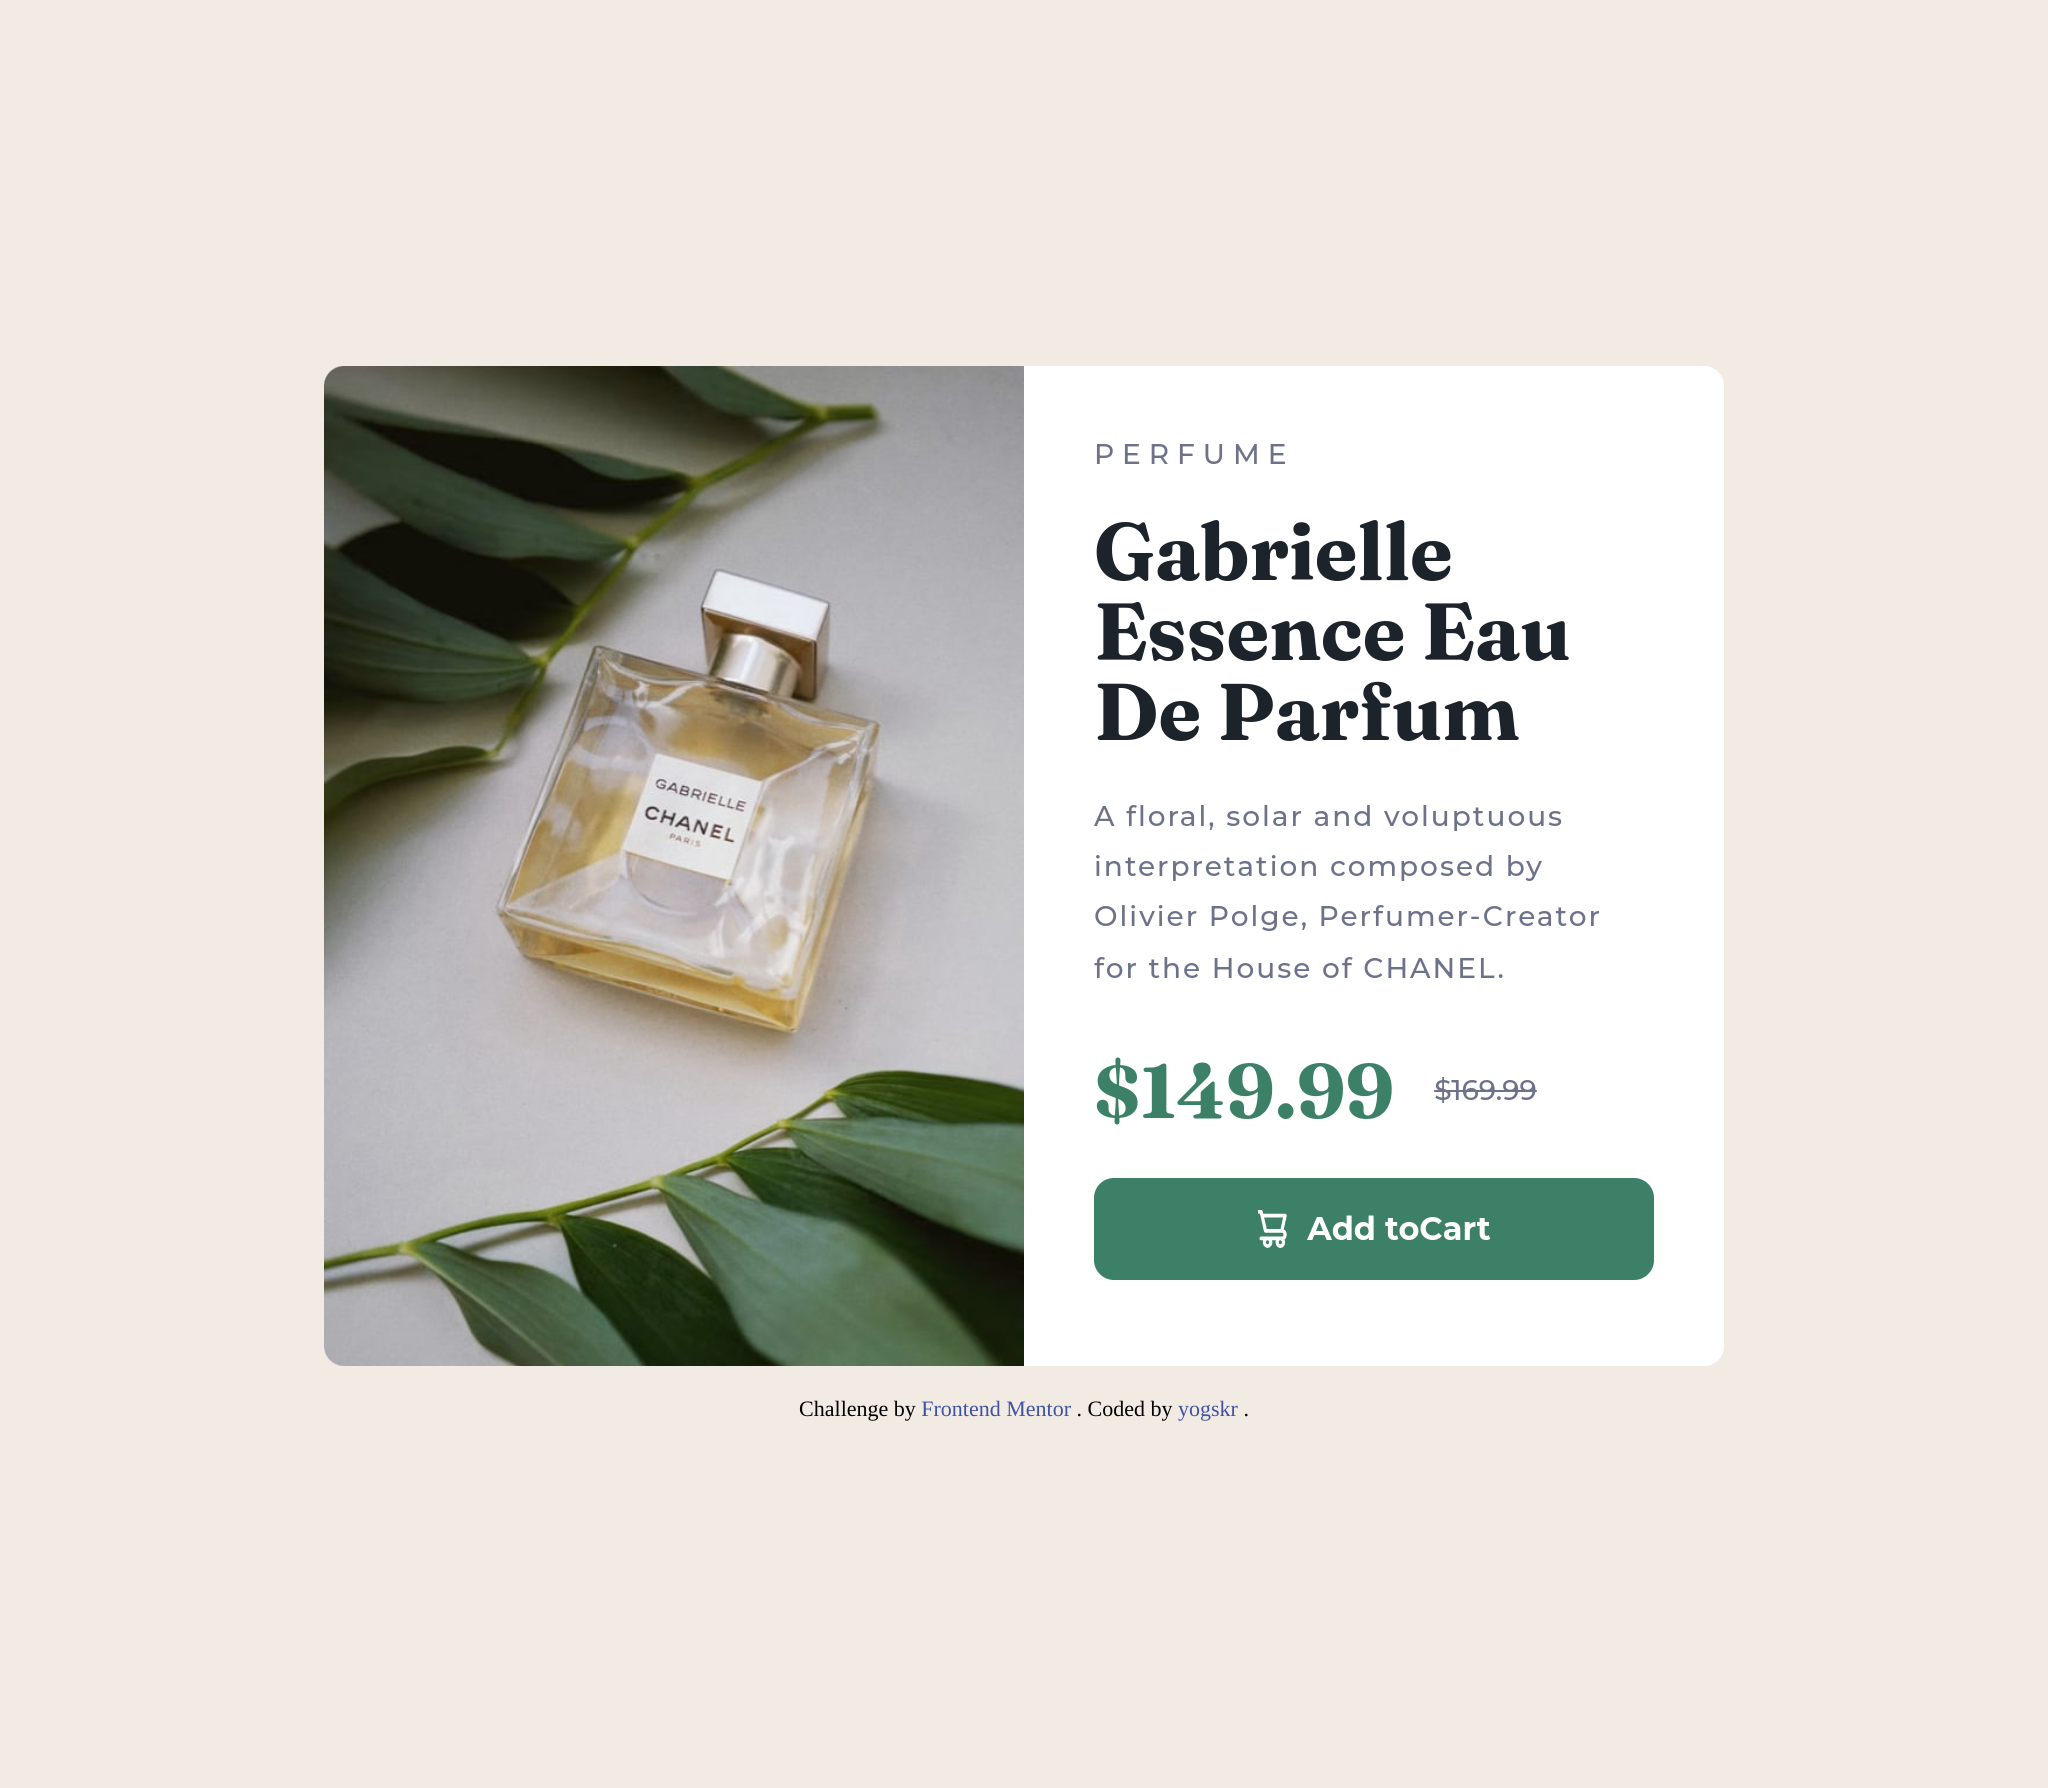 GABRIELLE
CHANEL
PARIS
PERFUME
Gabrielle
Essence Eau
De Parfum
A floral, solar and voluptuous
interpretation composed by
Olivier Polge, Perfumer-Creator
for the House of CHANEL.
$149.99 $169.99
Add toCart
Challenge by Frontend Mentor . Coded by yogskr .